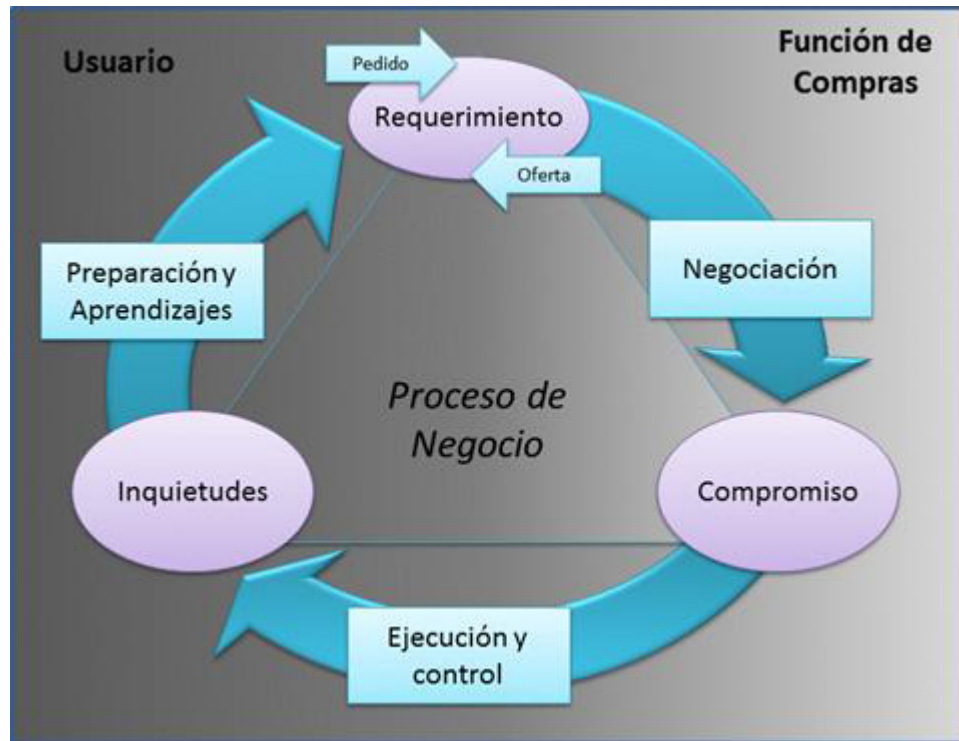 Usuario
Función de
Compras
Pedido
Requerimiento
Oferta
Preparación y
Aprendizajes
Negociación
Proceso de
Negocio
Inquietudes
Compromiso
Ejecución y
control